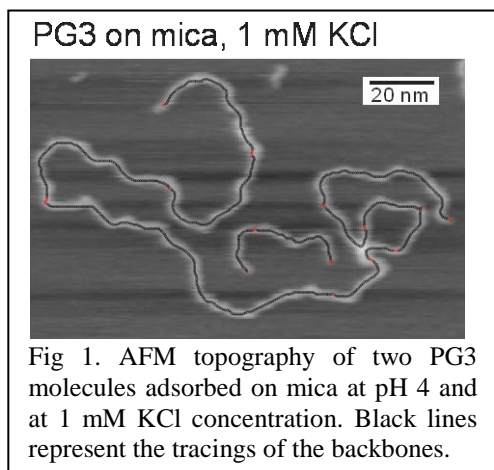 PG3 on mica, 1 mM KCl
20 nm
Fig 1. AFM topography of two PG3
molecules adsorbed on mica at pH 4 and
at 1 mM KCl concentration. Black lines
represent the tracings of the backbones.